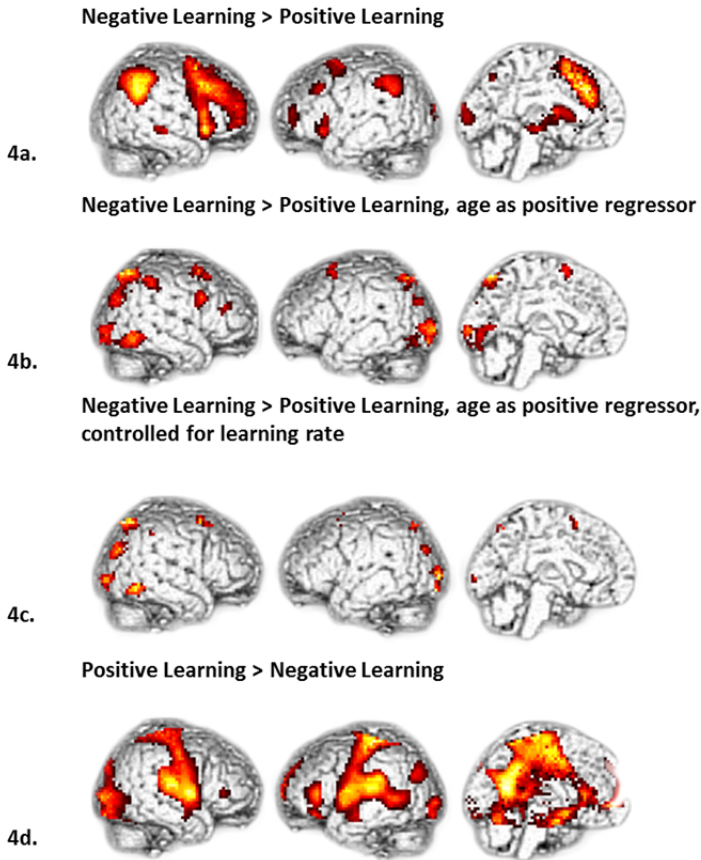 Negative Learning > Positive Learning
4a.
Negative Learning > Positive Learning, age as positive regressor
4b.
Negative Learning > Positive Learning, age as positive regressor,
controlled for learning rate
4c.
Positive Learning > Negative Learning
4d.